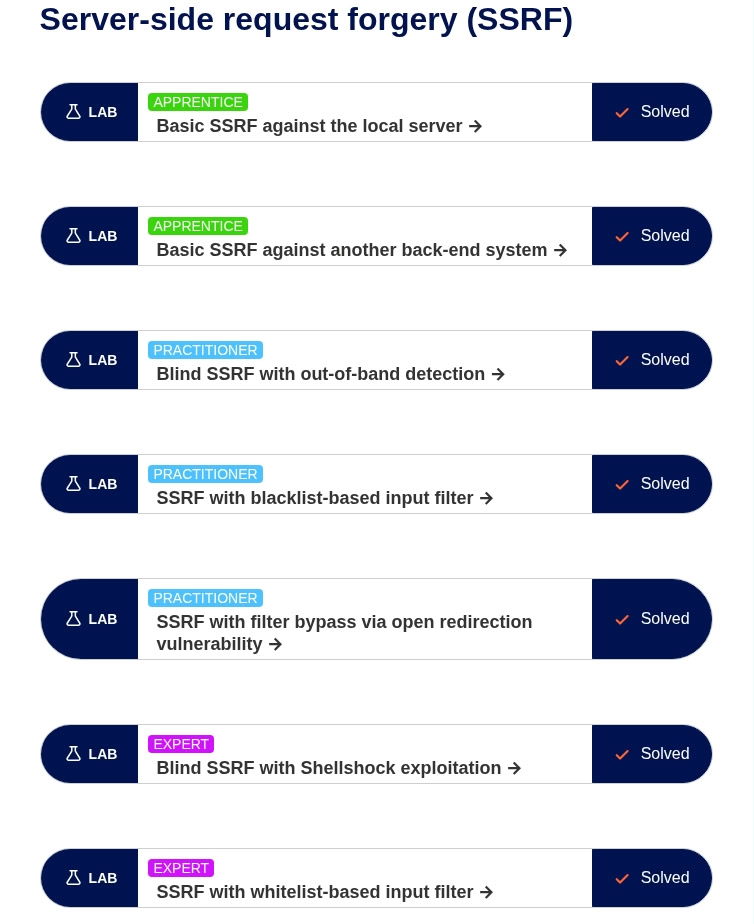 Server-side request forgery (SSRF)
LAB
APPRENTICE
Basic SSRF against the local server →
Solved
LAB
APPRENTICE
Basic SSRF against another back-end system →
Solved
LAB
PRACTITIONER
Blind SSRF with out-of-band detection →
Solved
LAB
PRACTITIONER
SSRF with blacklist-based input filter →
Solved
LAB
PRACTITIONER
SSRF with filter bypass via open redirection
vulnerability →
Solved
LAB
EXPERT
Blind SSRF with Shellshock exploitation →
Solved
LAB
EXPERT
SSRF with whitelist-based input filter →
Solved